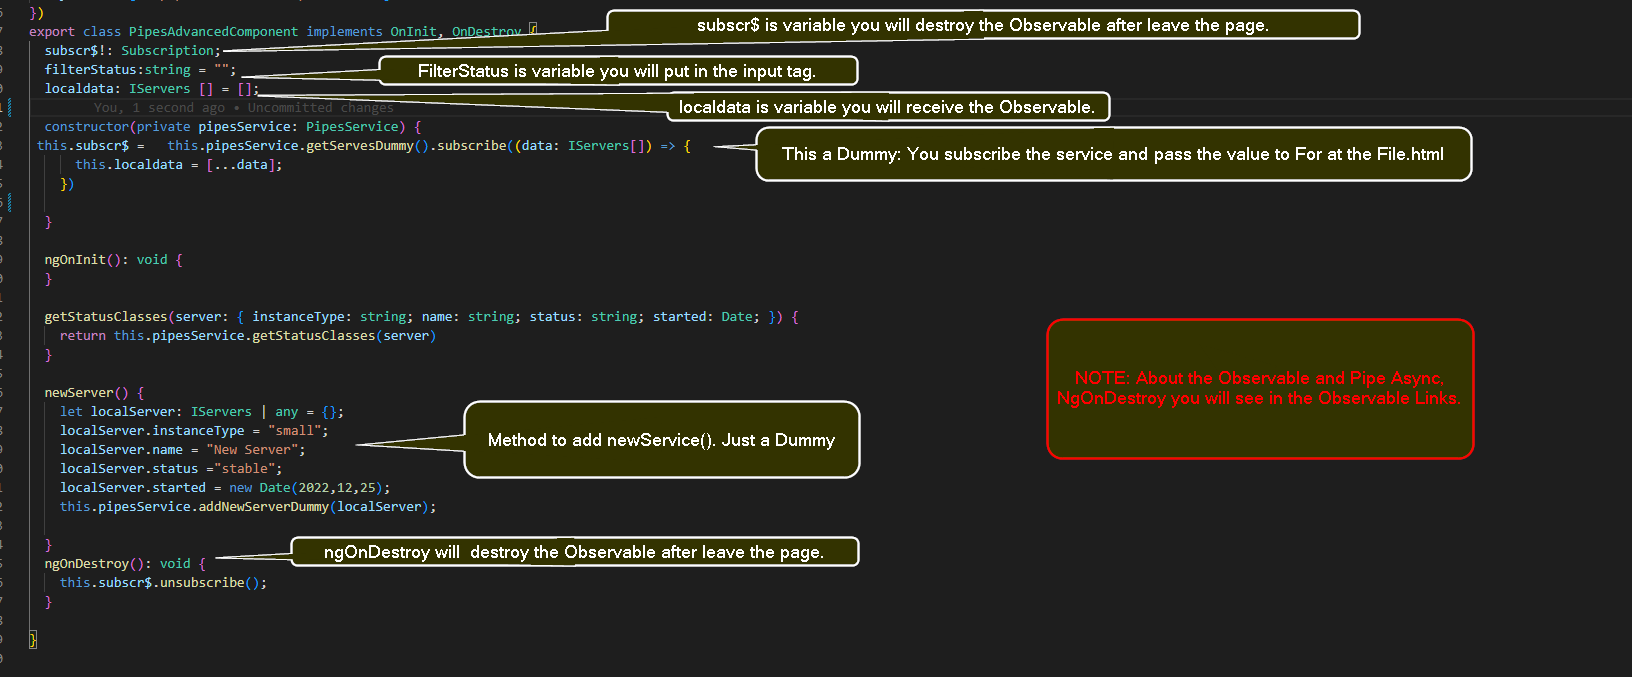 })
subscr$ is variable you will destroy the Observable after leave the page.
export class PipesAdvancedComponent implements OnInit, OnDestroy {
subscr$!: Subscription;
filterStatus:string = "";
FilterStatus is variable you will put in the input tag.
localdata: IServers [] = [];
You, 1 second ago • Uncommitted changes
localdata is variable you will receive the Observable.
constructor(private pipesService: PipesService) {
this.subscr$ =   this.pipesService.getServesDummy().subscribe((data: IServers[]) => {
This a Dummy: You subscribe the service and pass the value to For at the File.html
this.localdata = [...data];
})
}
ngOnInit(): void {
}
getStatusClasses(server: { instanceType: string; name: string; status: string; started: Date; }) {
return this.pipesService.getStatusClasses(server)
}
NOTE: About the Observable and Pipe Async,
NgOnDestroy you will see in the Observable Links.
newServer() {
let localServer: IServers | any = {};
localServer.instanceType = "small";
Method to add newService(). Just a Dummy
localServer.name = "New Server";
localServer.status ="stable";
localServer.started = new Date(2022,12,25);
this.pipesService.addNewServerDummy(localServer);
}
ngOnDestroy will  destroy the Observable after leave the page.
ngOnDestroy(): void {
this.subscr$.unsubscribe();
}
}